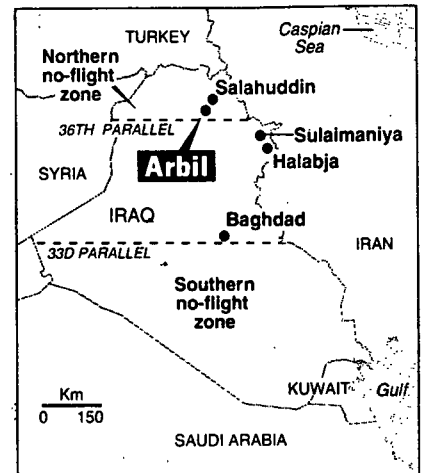 TURKEY
Caspian
Sea
Northern
no-flight
zone
Salahuddin
36TH PARALLEL
Sulaimaniya
Arbil
Halabja
SYRIA
IRAQ
Baghdad
IRAN
33D PARALLEL
Southern
no-flight
zone
Km
0 150
KUWAIT
Gulf
SAUDI ARABIA